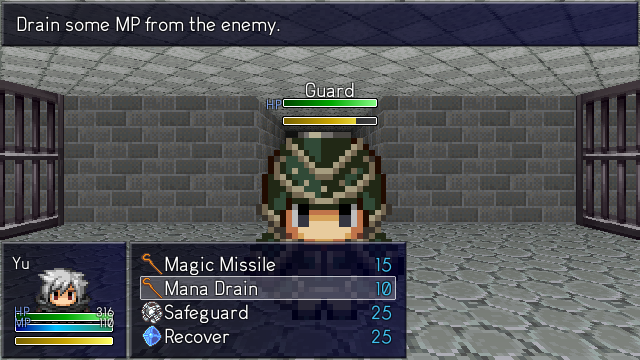 Drain some MP from the enemy.
Guard
HP
Yu
HP 316
MP 110
Magic Missile 15
Mana Drain 10
Safeguard 25
Recover 25